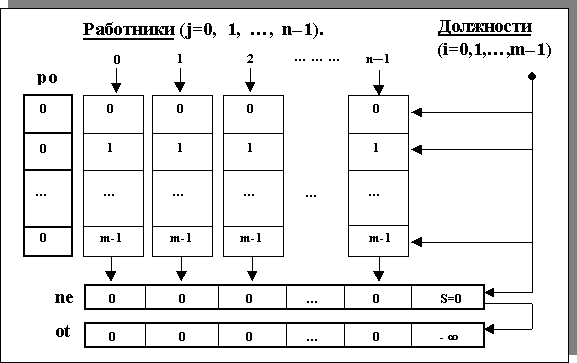 Работники (j=0, 1, …, n–1).
Должности
(i=0,1,…,m–1)
0 1 2 … … … n–1
po
0 0 0 0 0
0 1 1 1 1
... ... ... ... ... ...
0 m-1 m-1 m-1 m-1
ne 0 0 0 ... 0 S=0
ot 0 0 0 ... 0 - ∞